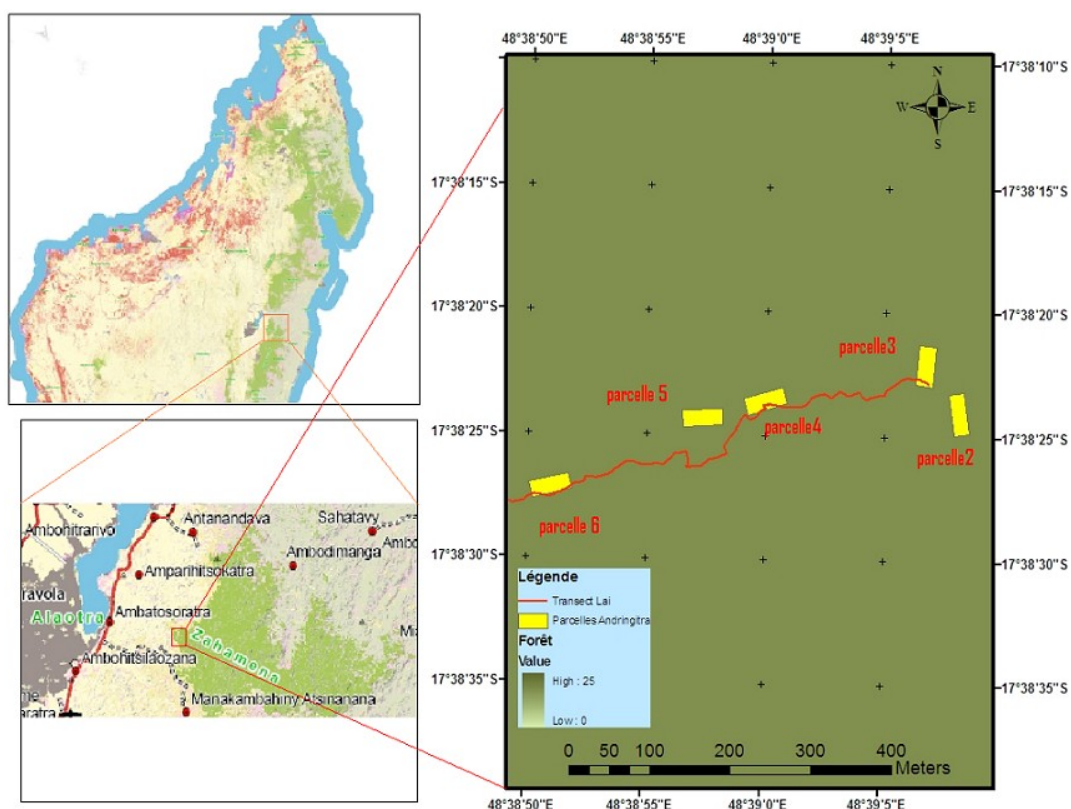 48°38'50"E 48°38'55"E 48°39'0"E 48°39'5"E
17°38'10"S
N
W E
S
17°38'15"S 17°38'15"S
17°38'20"S 17°38'20"S
parcelle3
parcelle 5
parcelle4
17°38'25"S 17°38'25"S
parcelle2
parcelle 6
17°38'30"S 17°38'30"S
Légende
Transect Lai
Parcelles Andringitra
Forêt
Value
High : 25
Low : 0
17°38'35"S 17°38'35"S
0 50 100 200 300 400
Meters
48°38'50"E 48°38'55"E 48°39'0"E 48°39'5"E
Antanandava
Sahatavy
Ambohitranivo
Ambodimanga
Ambo
Amparihitsokatra
ravola
Alaotra
Ambatosoratra
Zahamena
Ambohitsilaozana
Manakambahiny Atsinanana
me
aratra